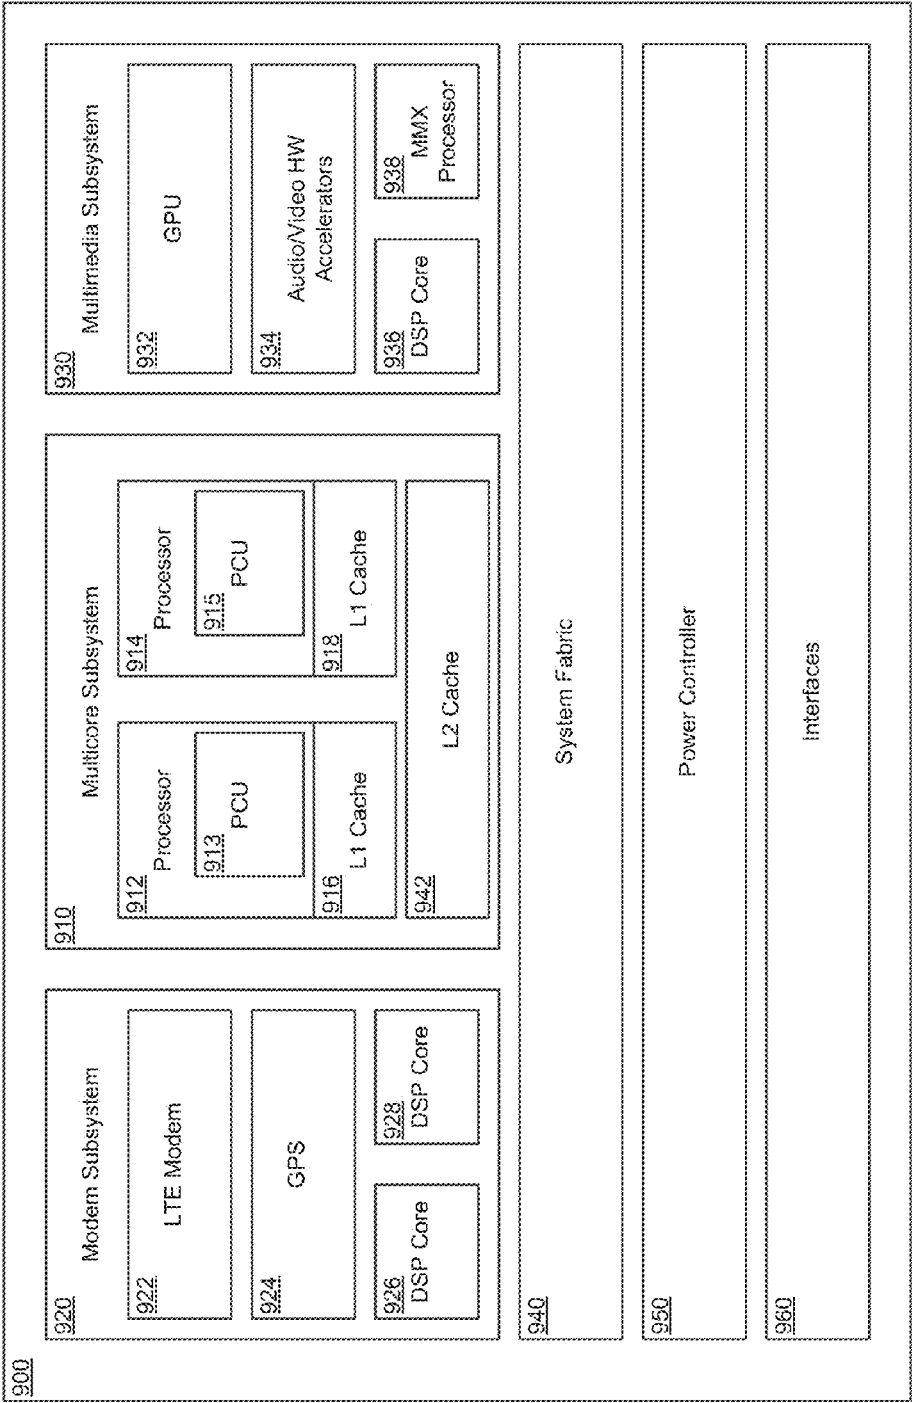 900
920
Modem Subsystem
922
LTE Modem
924
GPS
926
DSP Core
928
DSP Core
910
Multicore Subsystem
912
Processor
913
PCU
916
L1 Cache
914
Processor
915
PCU
918
L1 Cache
942
L2 Cache
930
Multimedia Subsystem
932
GPU
934
Audio/Video HW
Accelerators
936
DSP Core
938
MMX
Processor
940
System Fabric
950
Power Controller
960
Interfaces